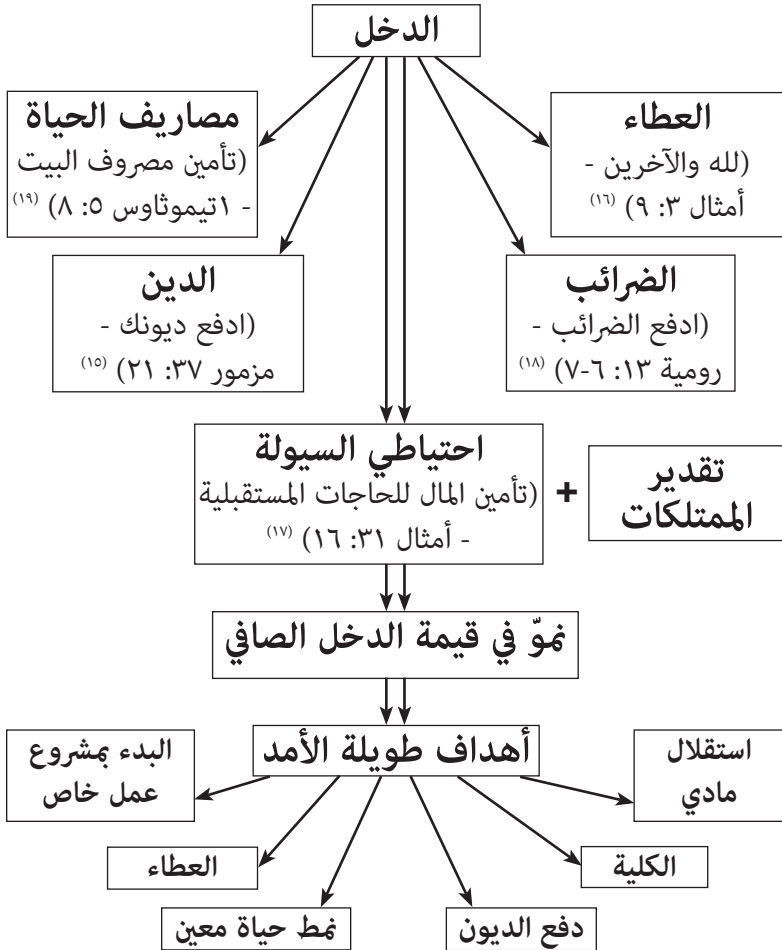 الدخل
العطاء
(لله والآخرين -
أمثال ٣: ٩) (١٦)
مصاريف الحياة
(تأمين مصروف البيت
- ١تيموثاوس ٥: ٨) (١٩)
الضرائب
(ادفع الضرائب -
رومية ١٣: ٦-٧) (١٨)
الدين
(ادفع ديونك -
مزمور ٣٧: ٢١) (١٥)
تقدير
الممتلكات
+
احتياطي السيولة
(تأمين المال للحاجات المستقبلية
- أمثال ٣١: ١٦) (١٧)
نموّ في قيمة الدخل الصافي
أهداف طويلة الأمد
استقلال
مادي
البدء بمشروع
عمل خاص
الكلية
العطاء
دفع الديون
نمط حياة معين